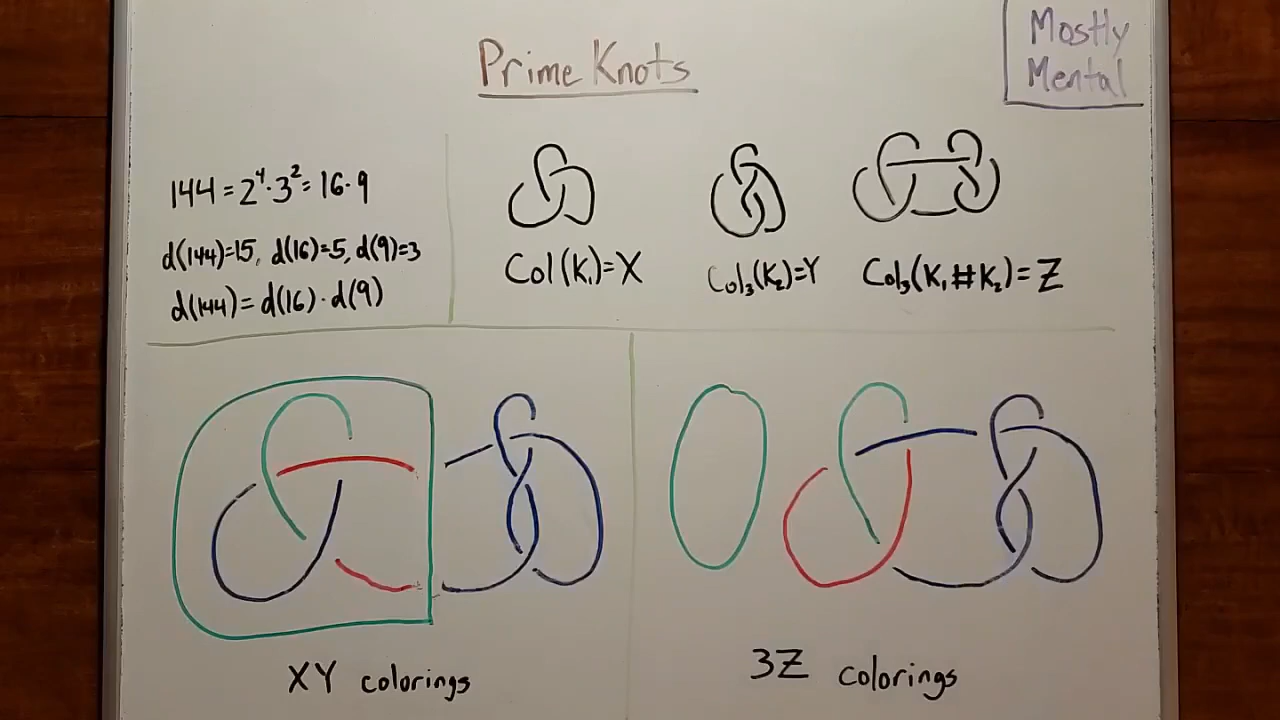 Prime Knots
Mostly
Mental
144 = 2⁴·3² = 16·9
d(144)=15, d(16)=5, d(9)=3
d(144) = d(16)·d(9)
Col(K₁)=X
Col₃(K₂)=Y
Col₃(K₁#K₂)=Z
XY colorings
3Z colorings